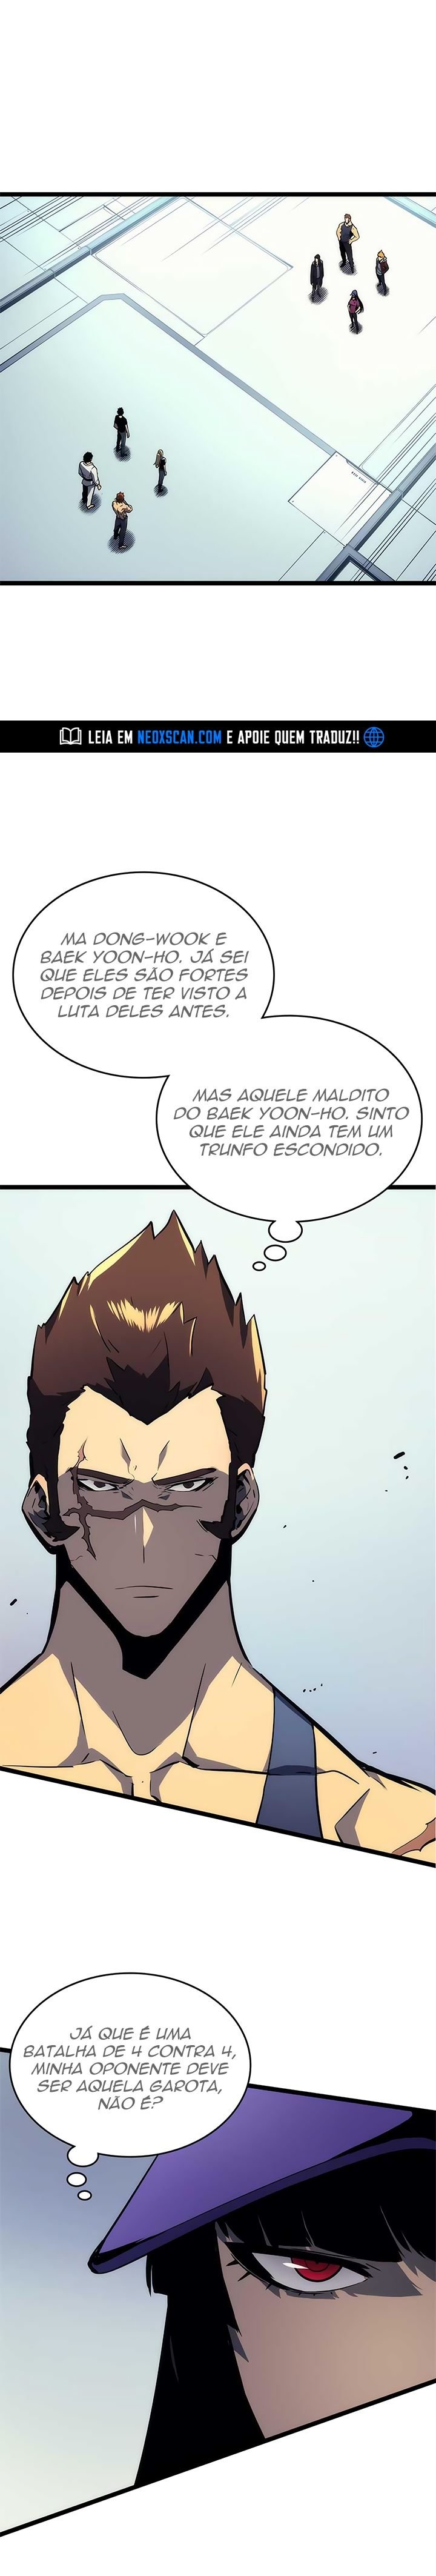 LEIA EM NEOXSCAN.COM E APOIE QUEM TRADUZ!!
MA DONG-WOOK E
BAEK YOON-HO. JÁ SEI
QUE ELES SÃO FORTES
DEPOIS DE TER VISTO A
LUTA DELES ANTES.
MAS AQUELE MALDITO
DO BAEK YOON-HO. SINTO
QUE ELE AINDA TEM UM
TRUNFO ESCONDIDO.
JÁ QUE É UMA
BATALHA DE 4 CONTRA 4,
MINHA OPONENTE DEVE
SER AQUELA GAROTA,
NÃO É?